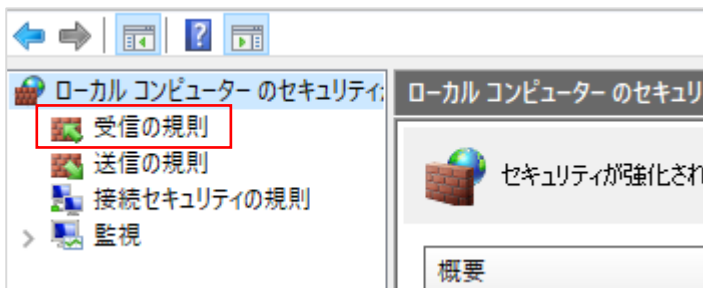 ローカル コンピューター のセキュリティ
受信の規則
送信の規則
接続セキュリティの規則
監視
ローカル コンピューター のセキュリ
セキュリティが強化され
概要